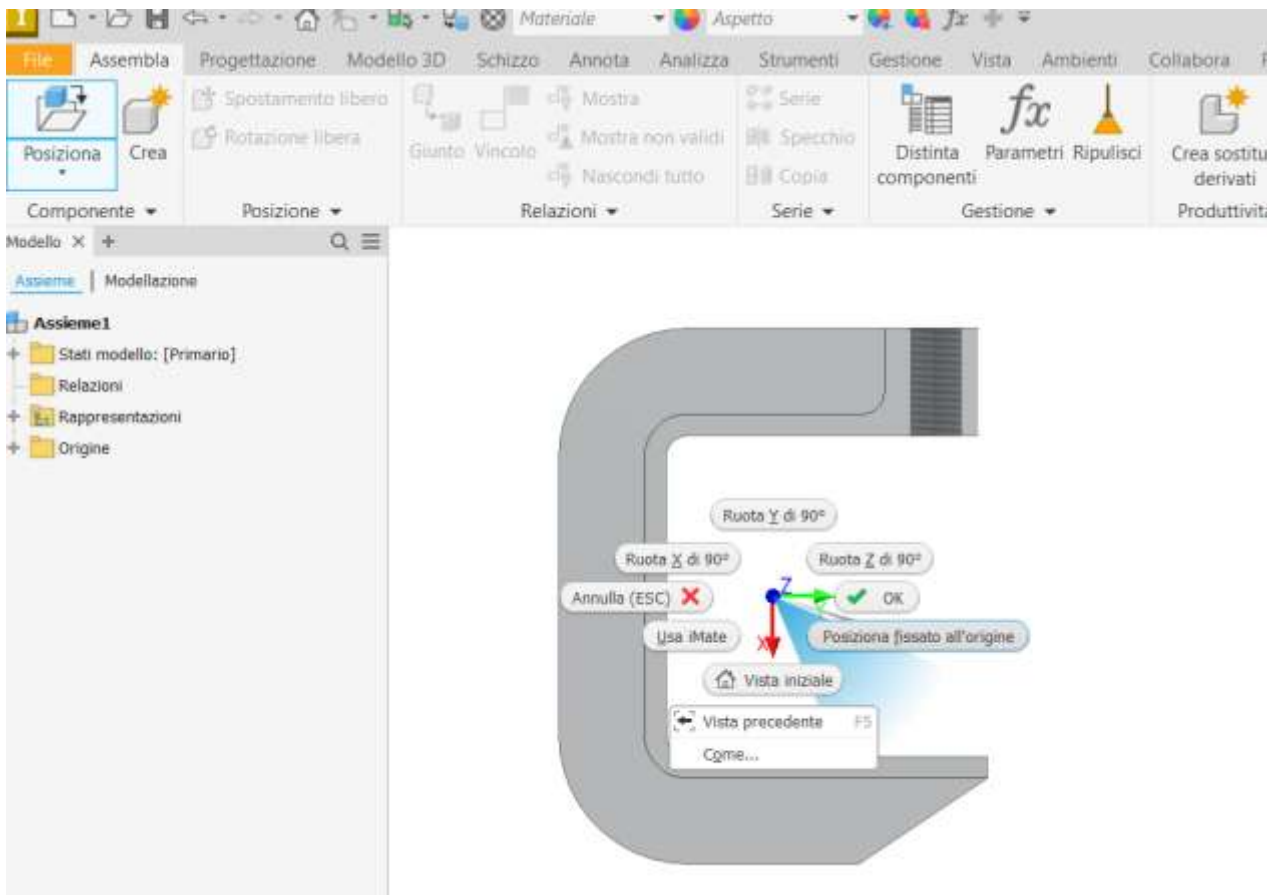 I Materiale Aspetto fx
File Assembla Progettazione Modello 3D Schizzo Annota Analizza Strumenti Gestione Vista Ambienti Collabora
Posiziona
Crea
Spostamento libero
Rotazione libera
Giunto Vincolo
Mostra
Mostra non validi
Nascondi tutto
Serie
Specchio
Copia
fx
Distinta componenti
Parametri Ripulisci
Crea sostitu
derivati
Componente Posizione Relazioni Serie Gestione Produttivit
Modello × +
Assieme | Modellazione
Assieme1
Stati modello: [Primario]
Relazioni
Rappresentazioni
Origine
Ruota Y di 90°
Ruota X di 90° Ruota Z di 90°
Annulla (ESC) Z OK
Usa iMate X Posiziona fissato all'origine
Vista iniziale
Vista precedente F5
Come...